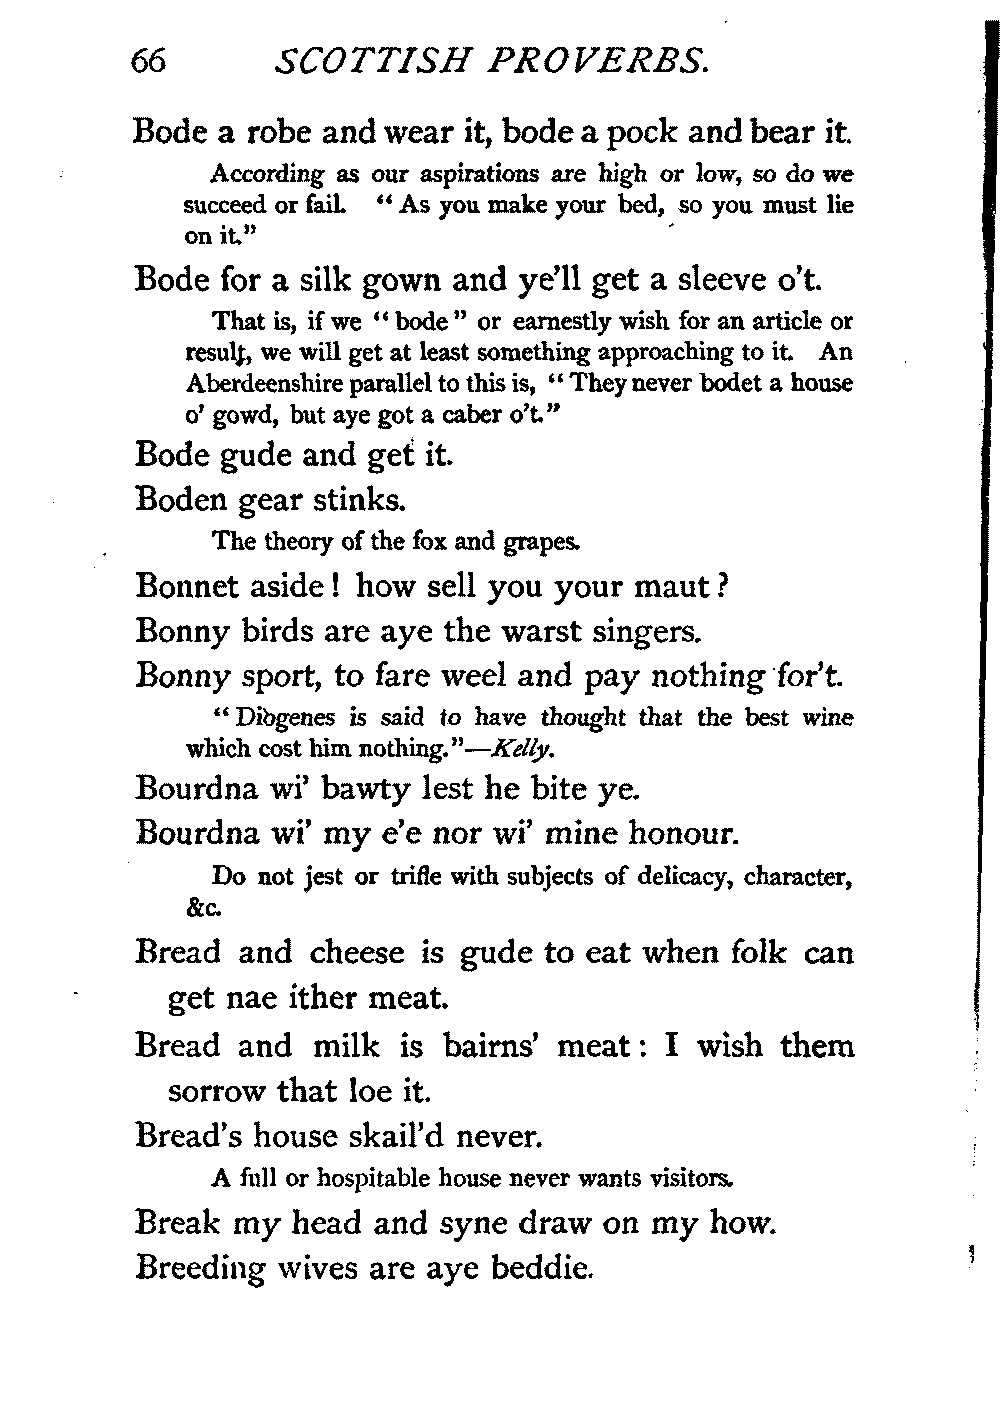 66 SCOTTISH PROVERBS.
Bode a robe and wear it, bode a pock and bear it.
According as our aspirations are high or low, so do we
succeed or fail. "As you make your bed, so you must lie
on it."
Bode for a silk gown and ye'll get a sleeve o't.
That is, if we "bode" or earnestly wish for an article or
result, we will get at least something approaching to it. An
Aberdeenshire parallel to this is, "They never bodet a house
o' gowd, but aye got a caber o't."
Bode gude and get it.
Boden gear stinks.
The theory of the fox and grapes.
Bonnet aside! how sell you your maut?
Bonny birds are aye the warst singers.
Bonny sport, to fare weel and pay nothing for't.
"Diogenes is said to have thought that the best wine
which cost him nothing."—Kelly.
Bourdna wi' bawty lest he bite ye.
Bourdna wi' my e'e nor wi' mine honour.
Do not jest or trifle with subjects of delicacy, character,
&c.
Bread and cheese is gude to eat when folk can
get nae ither meat.
Bread and milk is bairns' meat: I wish them
sorrow that loe it.
Bread's house skail'd never.
A full or hospitable house never wants visitors.
Break my head and syne draw on my how.
Breeding wives are aye beddie.